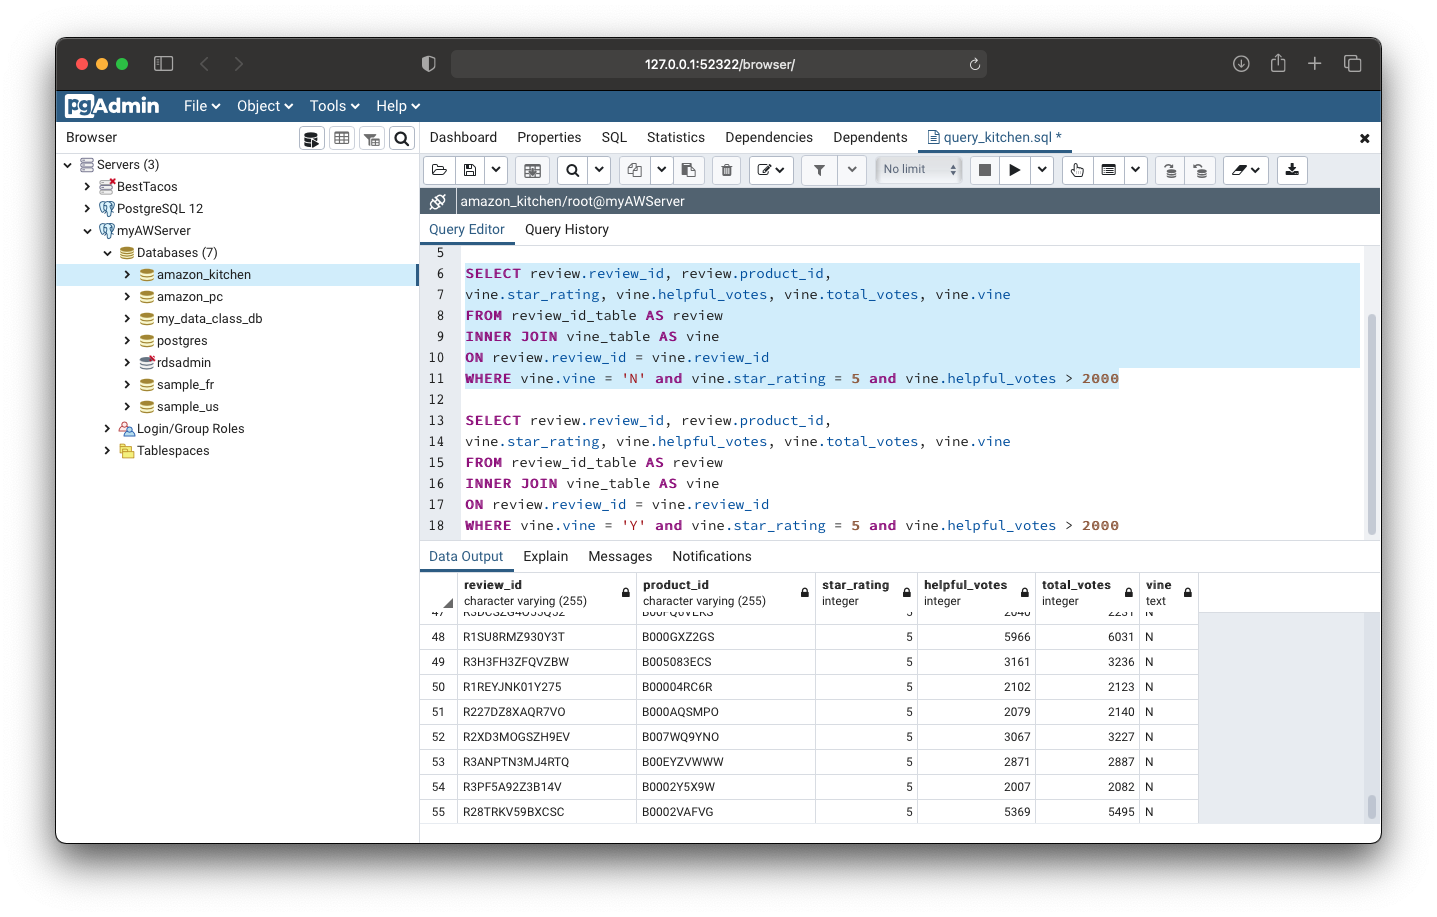 127.0.0.1:52322/browser/
pgAdmin File Object Tools Help
Browser
Dashboard Properties SQL Statistics Dependencies Dependents query_kitchen.sql *
Servers (3)
BestTacos
PostgreSQL 12
myAWServer
Databases (7)
amazon_kitchen
amazon_pc
my_data_class_db
postgres
rdsadmin
sample_fr
sample_us
Login/Group Roles
Tablespaces
No limit
amazon_kitchen/root@myAWServer
Query Editor Query History
5
6 SELECT review.review_id, review.product_id,
7 vine.star_rating, vine.helpful_votes, vine.total_votes, vine.vine
8 FROM review_id_table AS review
9 INNER JOIN vine_table AS vine
10 ON review.review_id = vine.review_id
11 WHERE vine.vine = 'N' and vine.star_rating = 5 and vine.helpful_votes > 2000
12
13 SELECT review.review_id, review.product_id,
14 vine.star_rating, vine.helpful_votes, vine.total_votes, vine.vine
15 FROM review_id_table AS review
16 INNER JOIN vine_table AS vine
17 ON review.review_id = vine.review_id
18 WHERE vine.vine = 'Y' and vine.star_rating = 5 and vine.helpful_votes > 2000
Data Output Explain Messages Notifications
review_id product_id star_rating helpful_votes total_votes vine
character varying (255) character varying (255) integer integer integer text
48 R1SU8RMZ930Y3T B000GXZ2GS 5 5966 6031 N
49 R3H3FH3ZFQVZBW B005083ECS 5 3161 3236 N
50 R1REYJNK01Y275 B00004RC6R 5 2102 2123 N
51 R227DZ8XAQR7VO B000AQSMPO 5 2079 2140 N
52 R2XD3MOGSZH9EV B007WQ9YNO 5 3067 3227 N
53 R3ANPTN3MJ4RTQ B00EYZVWWW 5 2871 2887 N
54 R3PF5A92Z3B14V B0002Y5X9W 5 2007 2082 N
55 R28TRKV59BXCSC B0002VAFVG 5 5369 5495 N